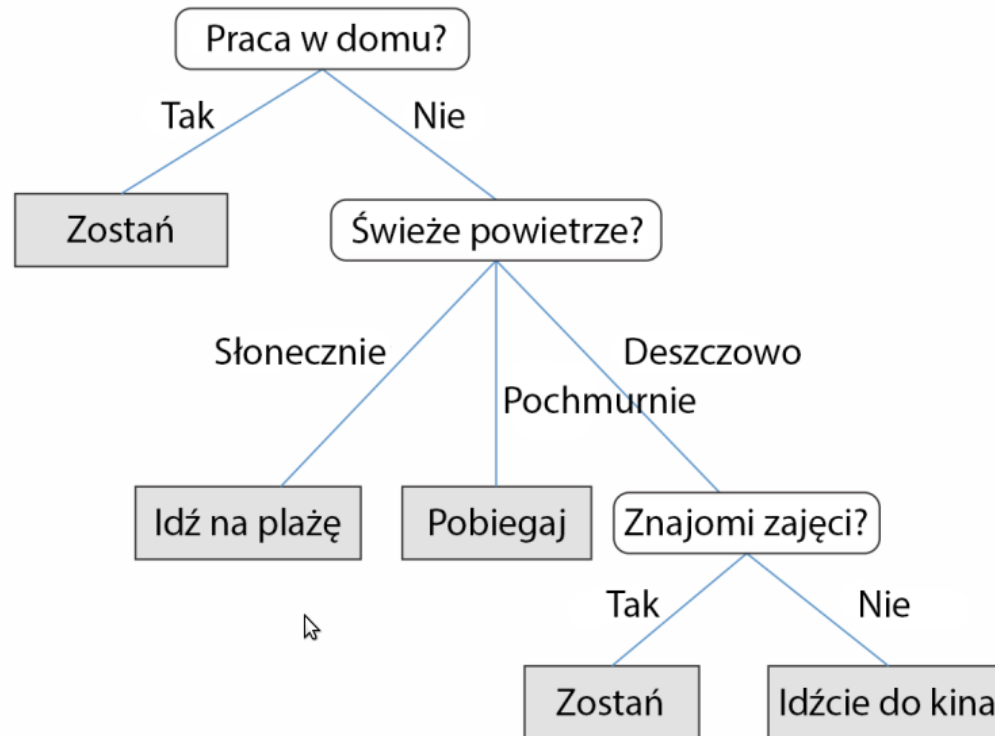 Praca w domu?
Tak
Nie
Zostań
Świeże powietrze?
Słonecznie
Deszczowo
Pochmurnie
Idź na plażę
Pobiegaj
Znajomi zajęci?
Tak
Nie
Zostań
Idźcie do kina